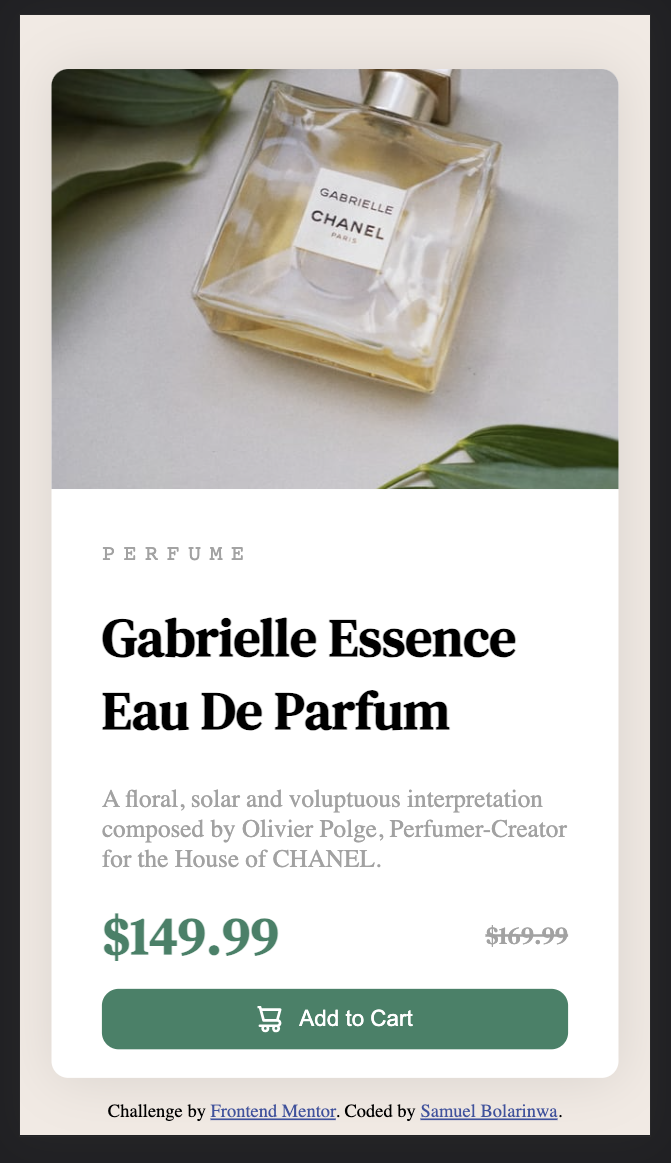 GABRIELLE
CHANEL
PARIS
PERFUME
Gabrielle Essence
Eau De Parfum
A floral, solar and voluptuous interpretation
composed by Olivier Polge, Perfumer-Creator
for the House of CHANEL.
$149.99 $169.99
Add to Cart
Challenge by Frontend Mentor. Coded by Samuel Bolarinwa.